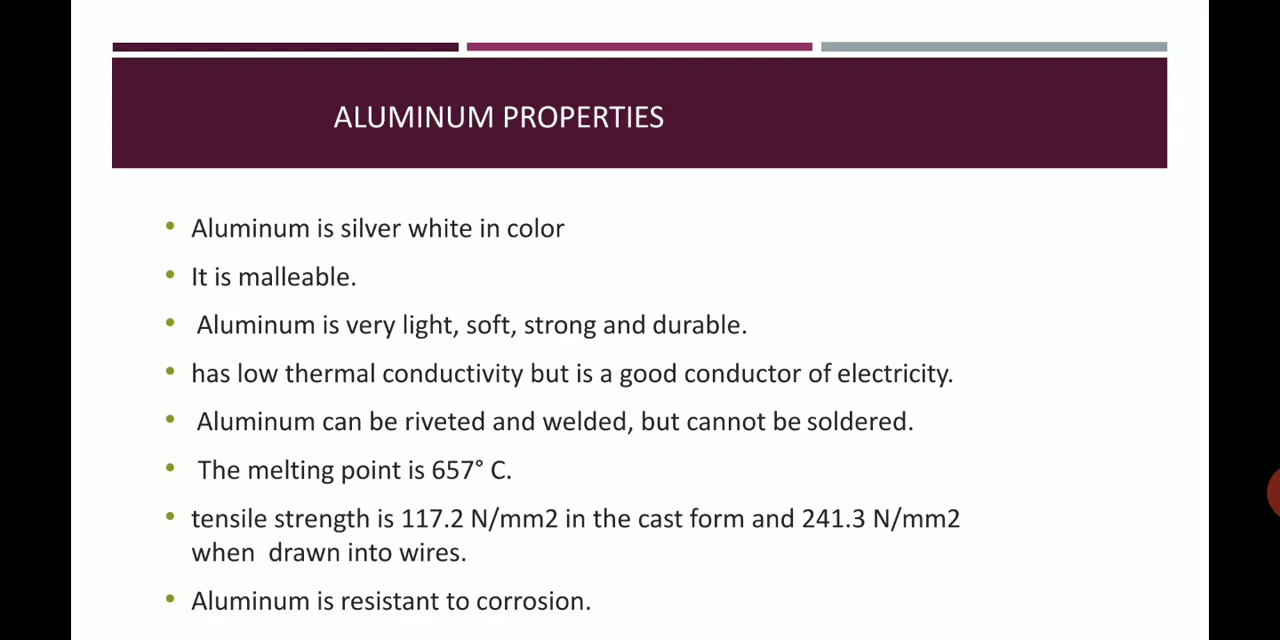 ALUMINUM PROPERTIES
• Aluminum is silver white in color
• It is malleable.
• Aluminum is very light, soft, strong and durable.
• has low thermal conductivity but is a good conductor of electricity.
• Aluminum can be riveted and welded, but cannot be soldered.
• The melting point is 657° C.
• tensile strength is 117.2 N/mm2 in the cast form and 241.3 N/mm2
when drawn into wires.
• Aluminum is resistant to corrosion.